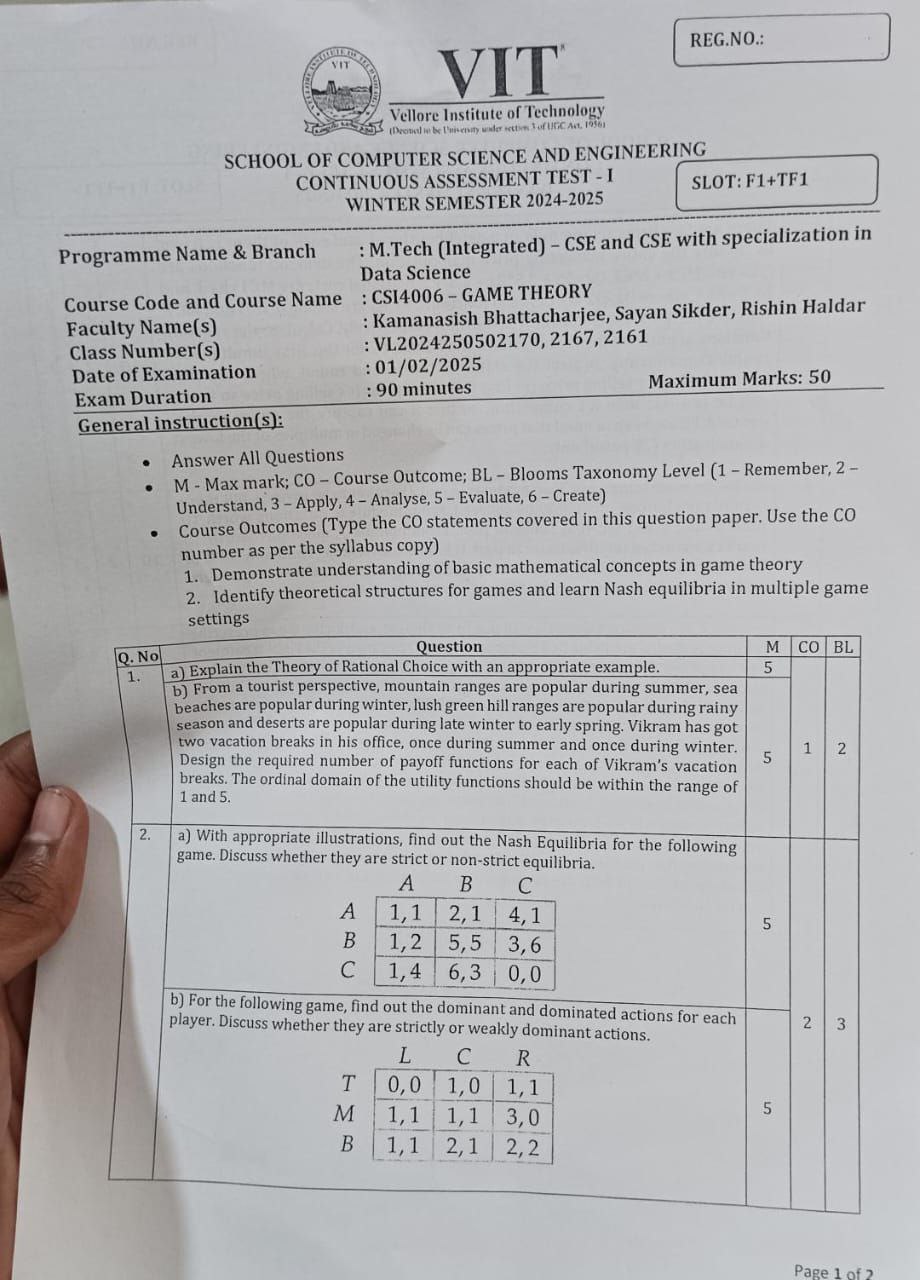 REG.NO.:
VIT
VIT
Vellore Institute of Technology
(Deemed to be University under section 3 of UGC Act, 1956)
SCHOOL OF COMPUTER SCIENCE AND ENGINEERING
CONTINUOUS ASSESSMENT TEST - I
WINTER SEMESTER 2024-2025
SLOT: F1+TF1
Programme Name & Branch : M.Tech (Integrated) – CSE and CSE with specialization in
Data Science
Course Code and Course Name : CSI4006 – GAME THEORY
Faculty Name(s) : Kamanasish Bhattacharjee, Sayan Sikder, Rishin Haldar
Class Number(s) : VL2024250502170, 2167, 2161
Date of Examination : 01/02/2025
Exam Duration : 90 minutes Maximum Marks: 50
General instruction(s):
• Answer All Questions
• M - Max mark; CO – Course Outcome; BL – Blooms Taxonomy Level (1 – Remember, 2 –
Understand, 3 – Apply, 4 – Analyse, 5 – Evaluate, 6 – Create)
• Course Outcomes (Type the CO statements covered in this question paper. Use the CO
number as per the syllabus copy)
1. Demonstrate understanding of basic mathematical concepts in game theory
2. Identify theoretical structures for games and learn Nash equilibria in multiple game
settings
Q. No Question M CO BL
1. a) Explain the Theory of Rational Choice with an appropriate example. 5
b) From a tourist perspective, mountain ranges are popular during summer, sea
beaches are popular during winter, lush green hill ranges are popular during rainy
season and deserts are popular during late winter to early spring. Vikram has got
two vacation breaks in his office, once during summer and once during winter.
Design the required number of payoff functions for each of Vikram's vacation
breaks. The ordinal domain of the utility functions should be within the range of
1 and 5.
5 1 2
2. a) With appropriate illustrations, find out the Nash Equilibria for the following
game. Discuss whether they are strict or non-strict equilibria.
A B C
A 1,1 2,1 4,1
B 1,2 5,5 3,6
C 1,4 6,3 0,0
5
b) For the following game, find out the dominant and dominated actions for each
player. Discuss whether they are strictly or weakly dominant actions.
2 3
L C R
T 0,0 1,0 1,1
M 1,1 1,1 3,0
B 1,1 2,1 2,2
5
Page 1 of 2